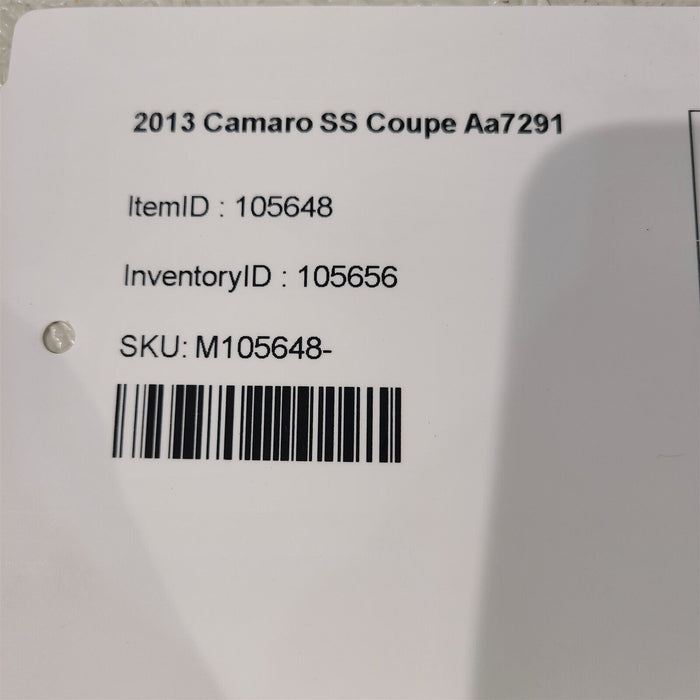 2013 Camaro SS Coupe Aa7291
ItemID : 105648
InventoryID : 105656
SKU: M105648-